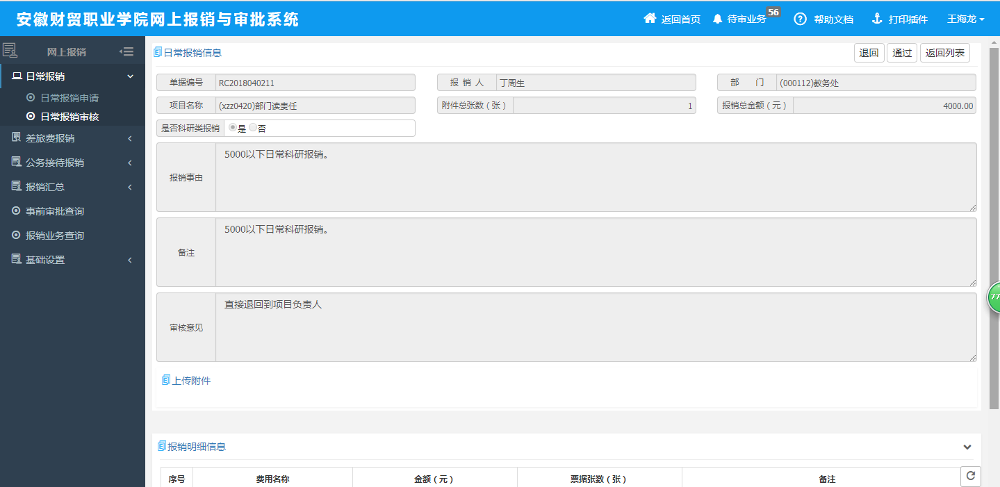 安徽财贸职业学院网上报销与审批系统
返回首页 待审业务 56 帮助文档 打印插件 王海龙
网上报销
日常报销
日常报销申请
日常报销审核
差旅费报销
公务接待报销
报销汇总
事前审批查询
报销业务查询
基础设置
日常报销信息 退回 通过 返回列表
单据编号 RC2018040211 报 销 人 丁周生 部 门 (000112)教务处
项目名称 (xzz0420)部门读责任 附件总张数（张） 1 报销总金额（元） 4000.00
是否科研类报销 是 否
报销事由 5000以下日常科研报销。
备注 5000以下日常科研报销。
审核意见 直接退回到项目负责人
上传附件
77
报销明细信息
序号 费用名称 金额（元） 票据张数（张） 备注